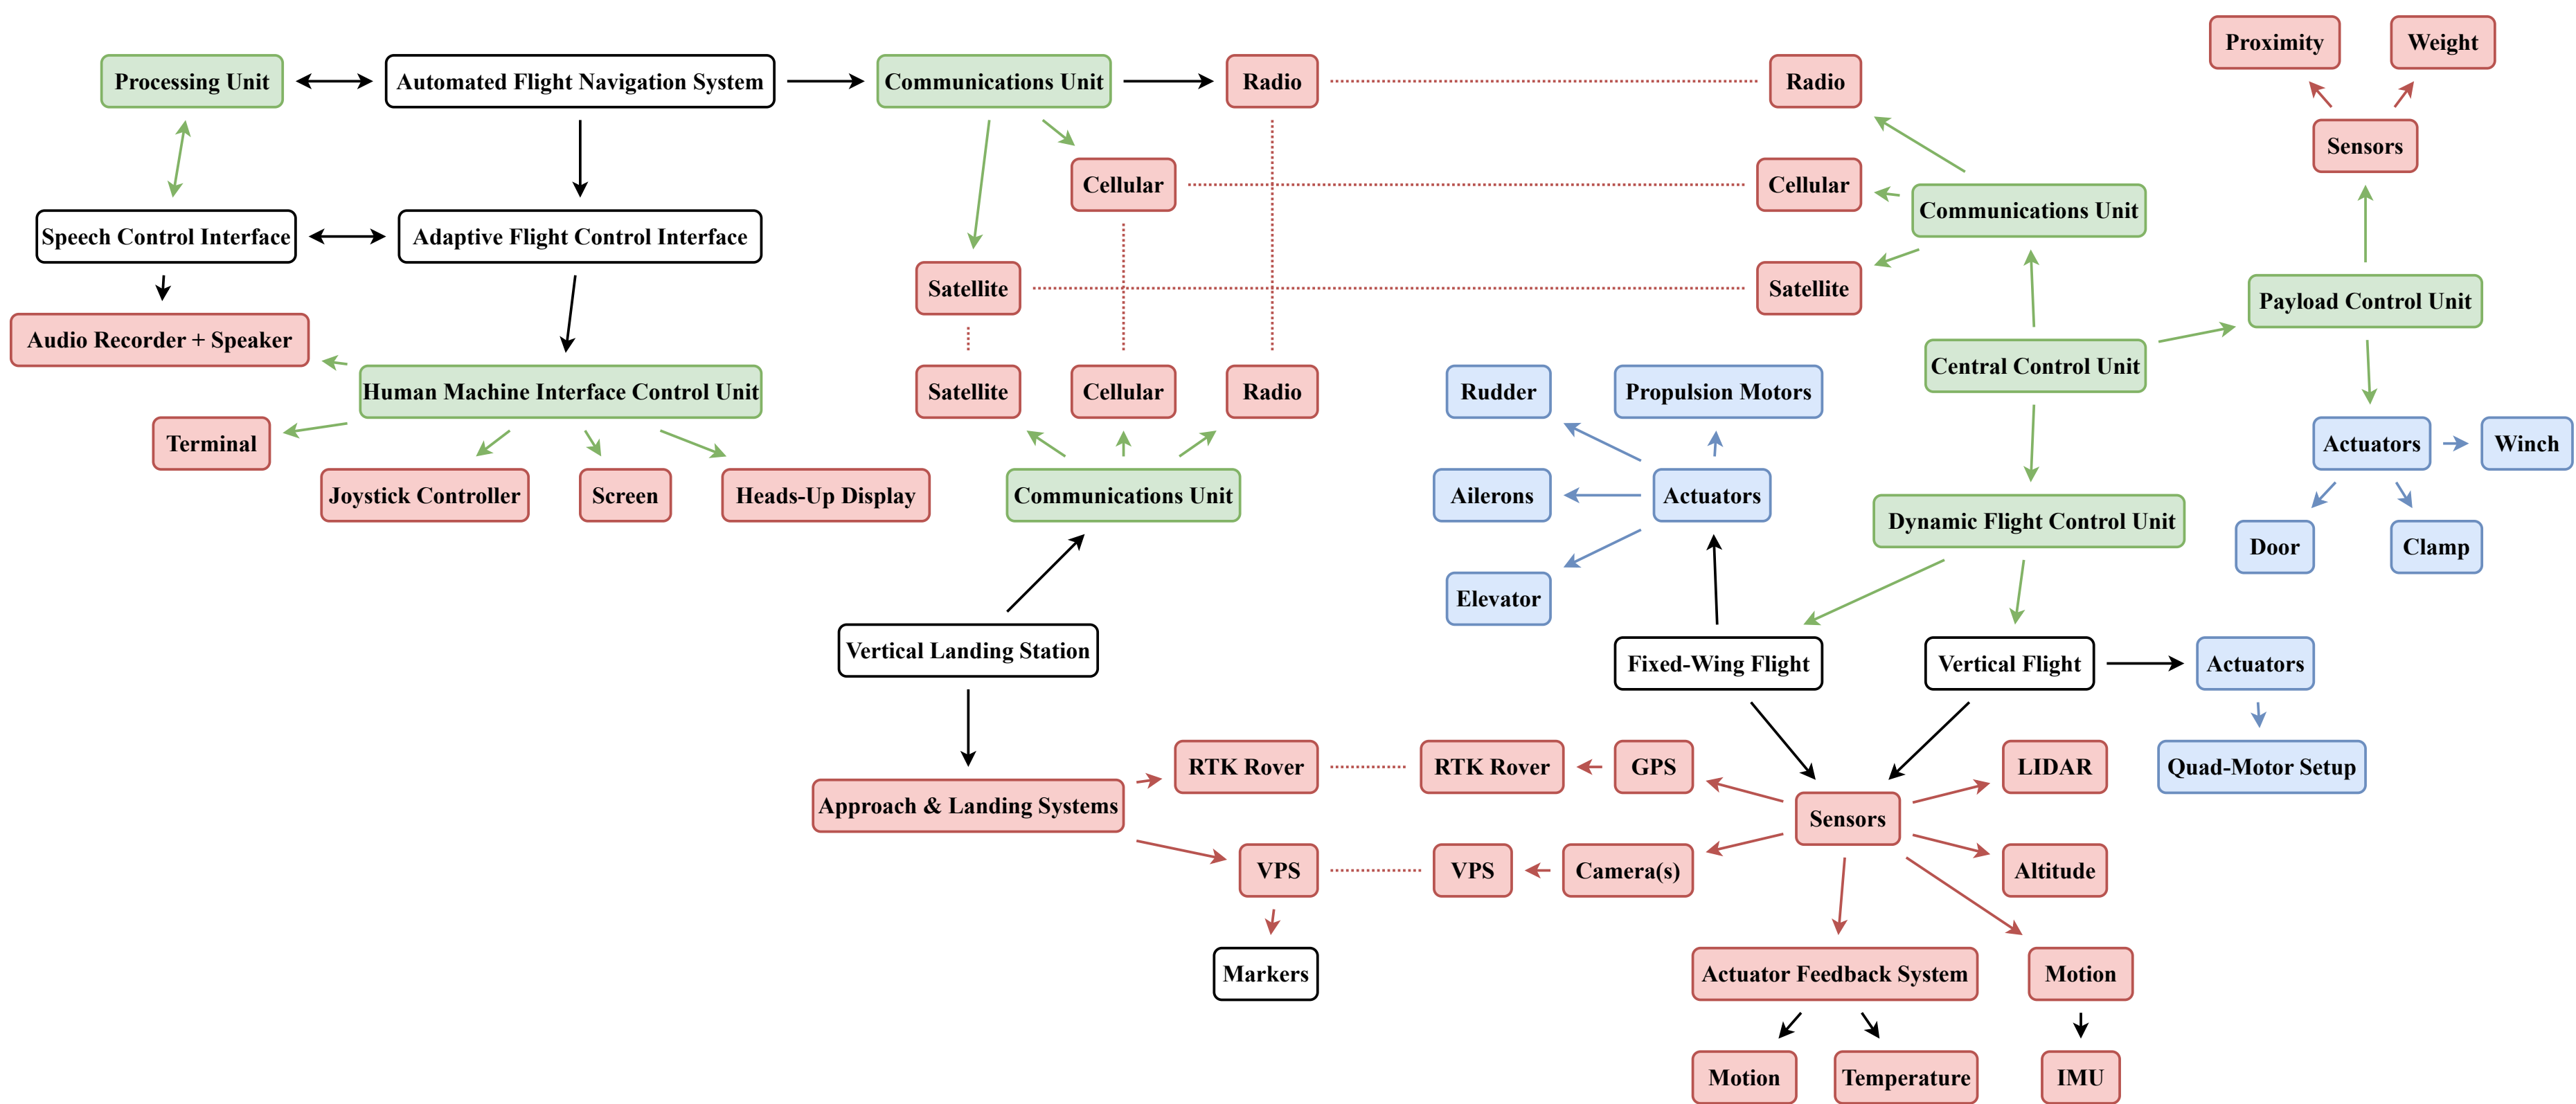 Proximity
Weight
Processing Unit
Automated Flight Navigation System
Communications Unit
Radio
Radio
Sensors
Cellular
Cellular
Communications Unit
Speech Control Interface
Adaptive Flight Control Interface
Satellite
Satellite
Payload Control Unit
Audio Recorder + Speaker
Central Control Unit
Human Machine Interface Control Unit
Satellite
Cellular
Radio
Rudder
Propulsion Motors
Terminal
Actuators
Winch
Joystick Controller
Screen
Heads-Up Display
Communications Unit
Ailerons
Actuators
Dynamic Flight Control Unit
Door
Clamp
Elevator
Vertical Landing Station
Fixed-Wing Flight
Vertical Flight
Actuators
RTK Rover
RTK Rover
GPS
LIDAR
Quad-Motor Setup
Approach & Landing Systems
Sensors
VPS
VPS
Camera(s)
Altitude
Markers
Actuator Feedback System
Motion
Motion
Temperature
IMU